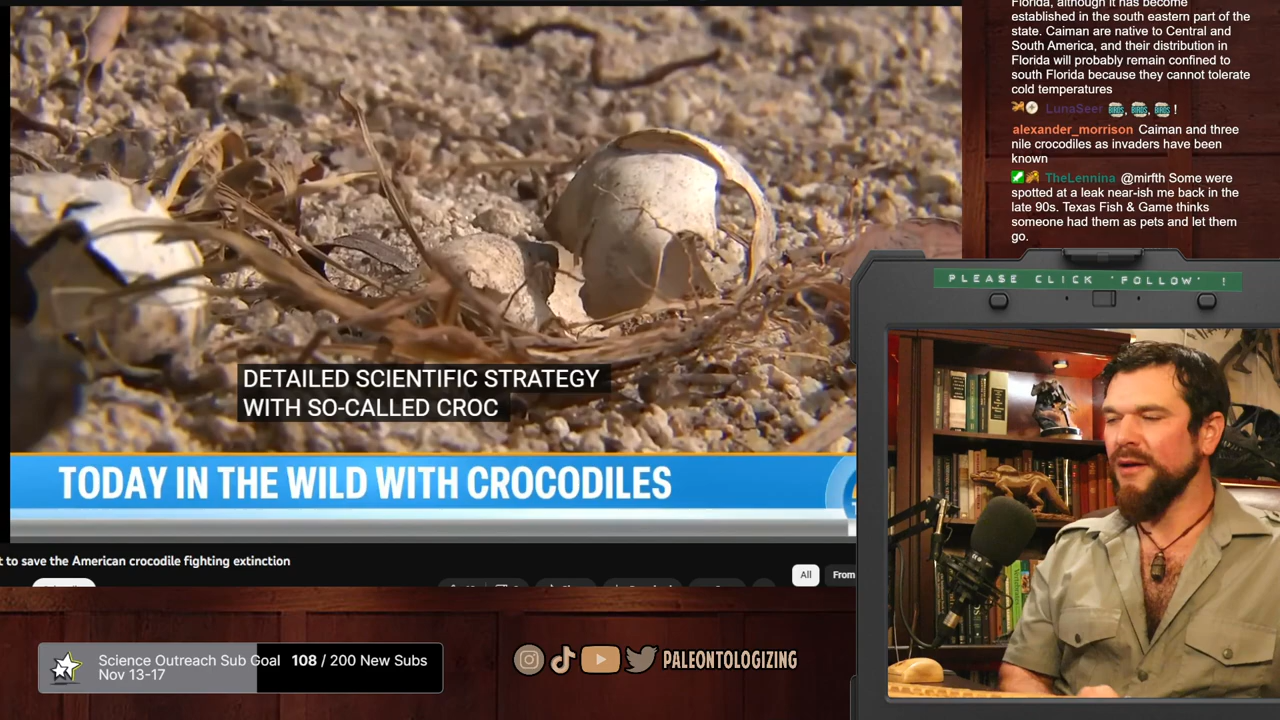 Florida, although it has become
established in the south eastern part of the
state. Caiman are native to Central and
South America, and their distribution in
Florida will probably remain confined to
south Florida because they cannot tolerate
cold temperatures
LunaSeer BIRDS, BIRDS, BIRDS !
alexander_morrison Caiman and three
nile crocodiles as invaders have been
known
TheLennina @mirfth Some were
spotted at a leak near-ish me back in the
late 90s. Texas Fish & Game thinks
someone had them as pets and let them
go.
PLEASE CLICK 'FOLLOW' !
DETAILED SCIENTIFIC STRATEGY
WITH SO-CALLED CROC
TODAY IN THE WILD WITH CROCODILES
t to save the American crocodile fighting extinction
All From
Science Outreach Sub Goal 108 / 200 New Subs
Nov 13-17
PALEONTOLOGIZING